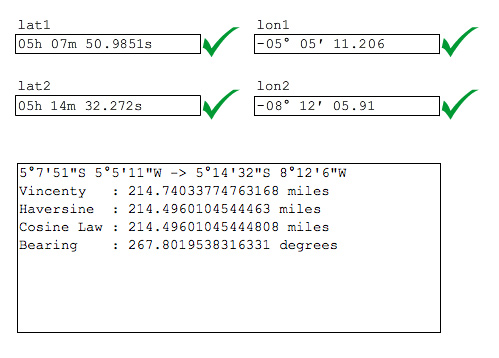 lat1 lon1
05h 07m 50.9851s -05° 05' 11.206
lat2 lon2
05h 14m 32.272s -08° 12' 05.91
5°7'51"S 5°5'11"W -> 5°14'32"S 8°12'6"W
Vincenty : 214.74033774763168 miles
Haversine : 214.4960104544463 miles
Cosine Law : 214.49601045444808 miles
Bearing : 267.8019538316331 degrees